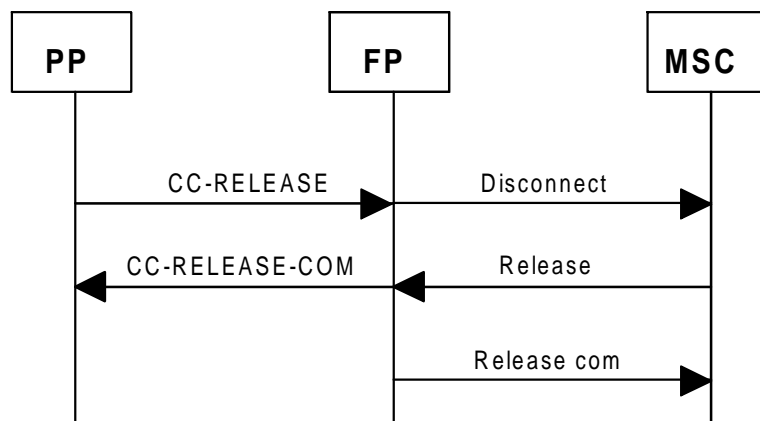 PP FP MSC
CC-RELEASE Disconnect
CC-RELEASE-COM Release
Release com